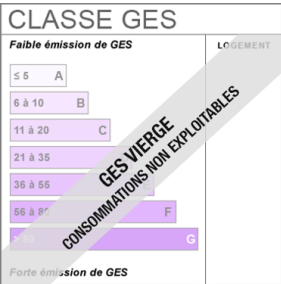 CLASSE GES
Faible émission de GES
LOGEMENT
≤ 5 A
6 à 10 B
11 à 20 C
21 à 35
36 à 55 E
56 à 80 F
G
GES VIERGE
CONSOMMATIONS NON EXPLOITABLES
Forte émission de GES